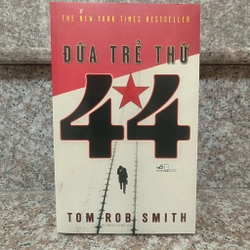 THE NEW YORK TIMES BESTSELLER
ĐỨA TRẺ THỨ
44
TOM ROB SMITH